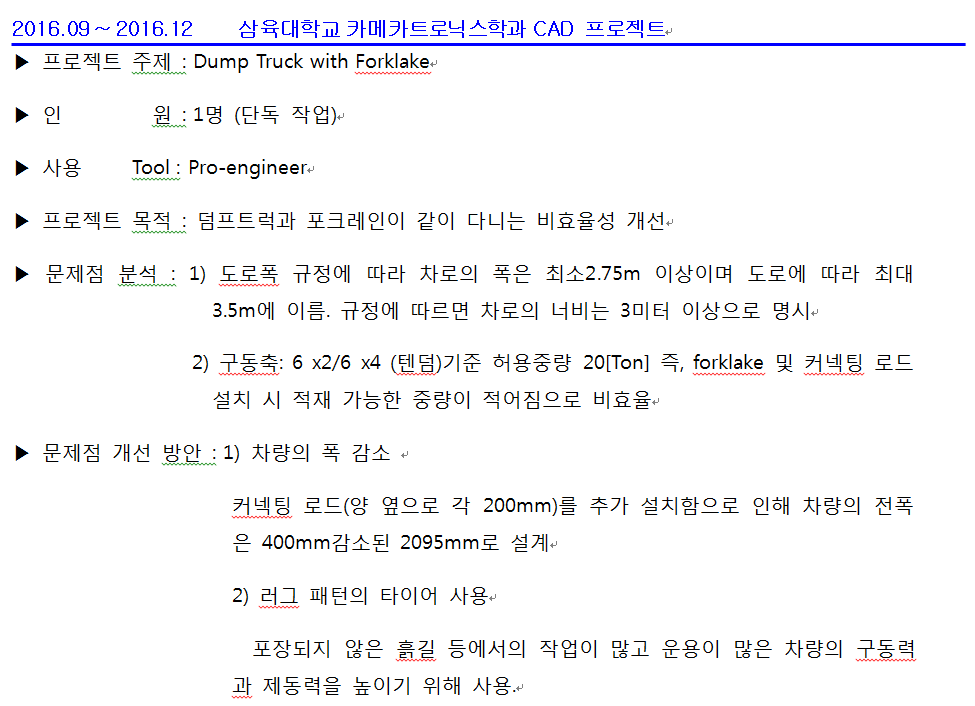 2016.09～2016.12 삼육대학교 카메카트로닉스학과 CAD 프로젝트
▶ 프로젝트 주제 : Dump Truck with Forklake
▶ 인 원 : 1명 (단독 작업)
▶ 사용 Tool : Pro-engineer
▶ 프로젝트 목적 : 덤프트럭과 포크레인이 같이 다니는 비효율성 개선
▶ 문제점 분석 : 1) 도로폭 규정에 따라 차로의 폭은 최소2.75m 이상이며 도로에 따라 최대
3.5m에 이름. 규정에 따르면 차로의 너비는 3미터 이상으로 명시
2) 구동축: 6 x2/6 x4 (텐덤)기준 허용중량 20[Ton] 즉, forklake 및 커넥팅 로드
설치 시 적재 가능한 중량이 적어짐으로 비효율
▶ 문제점 개선 방안 : 1) 차량의 폭 감소
커넥팅 로드(양 옆으로 각 200mm)를 추가 설치함으로 인해 차량의 전폭
은 400mm감소된 2095mm로 설계
2) 러그 패턴의 타이어 사용
포장되지 않은 흙길 등에서의 작업이 많고 운용이 많은 차량의 구동력
과 제동력을 높이기 위해 사용.